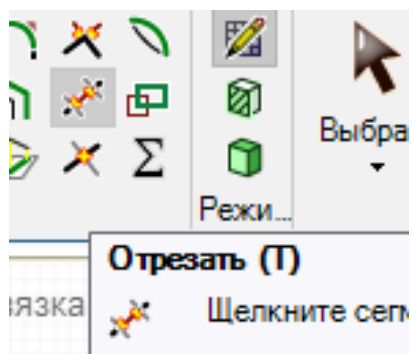 Выбра
Режи...
Отрезать (T)
вязка
Щелкните сегм